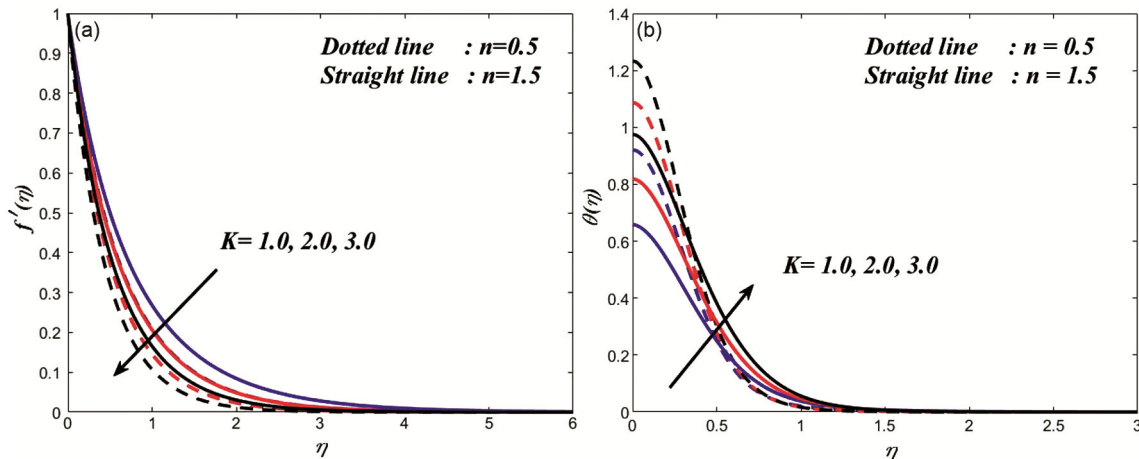 (a)
Dotted line : n=0.5
Straight line : n=1.5
K= 1.0, 2.0, 3.0
f'(η)
1
0.9
0.8
0.7
0.6
0.5
0.4
0.3
0.2
0.1
0
0 1 2 3 4 5 6
η
(b)
Dotted line : n = 0.5
Straight line : n = 1.5
K= 1.0, 2.0, 3.0
θ(η)
1.4
1.2
1
0.8
0.6
0.4
0.2
0
0 0.5 1 1.5 2 2.5 3
η